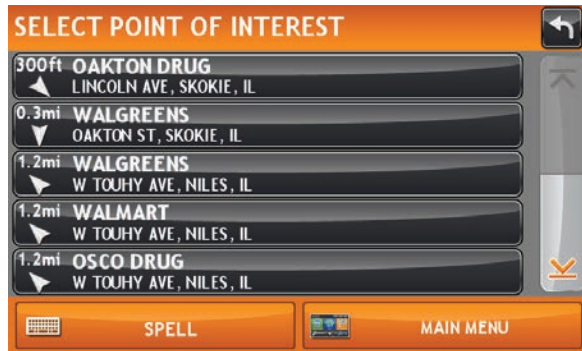 SELECT POINT OF INTEREST
300ft OAKTON DRUG
LINCOLN AVE, SKOKIE, IL
0.3mi WALGREENS
OAKTON ST, SKOKIE, IL
1.2mi WALGREENS
W TOUHY AVE, NILES, IL
1.2mi WALMART
W TOUHY AVE, NILES, IL
1.2mi OSCO DRUG
W TOUHY AVE, NILES, IL
SPELL
MAIN MENU